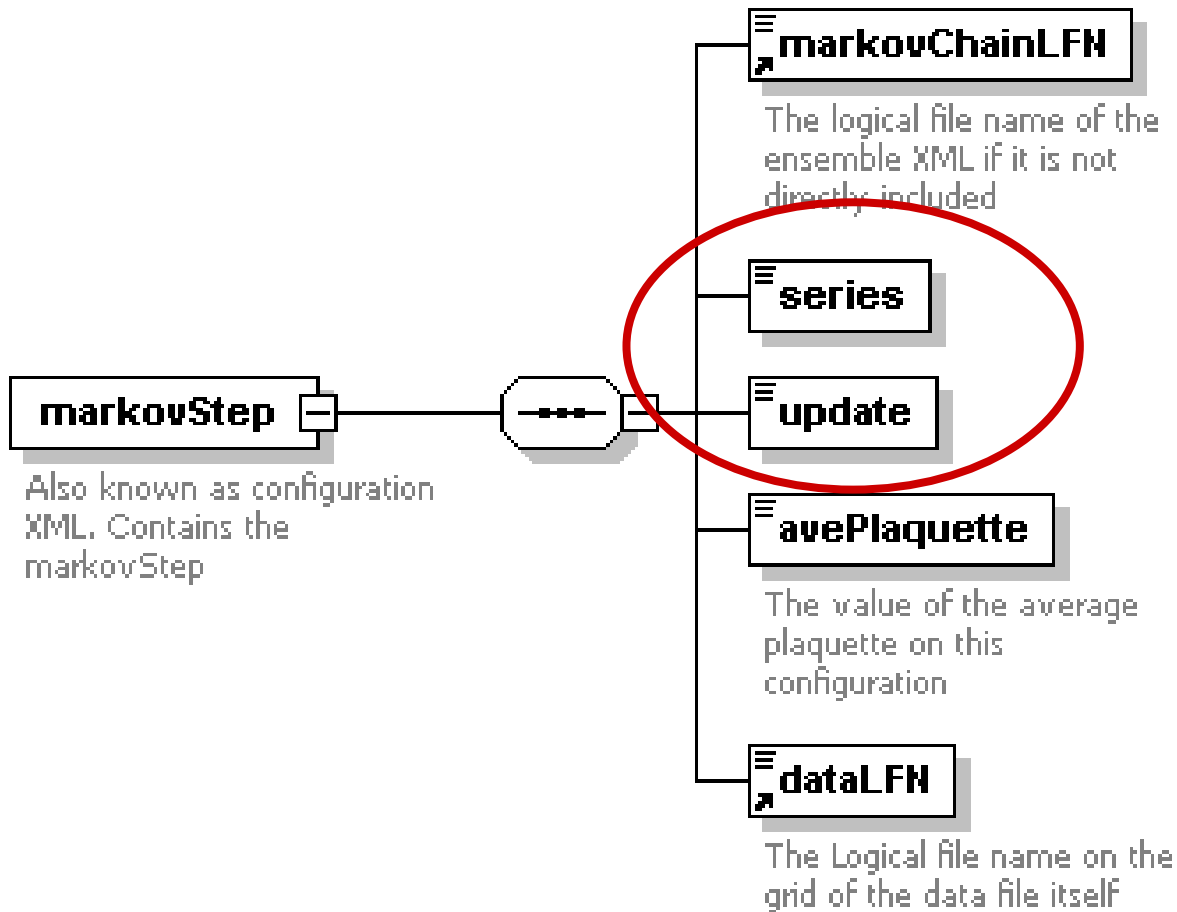 markovChainLFN
The logical file name of the
ensemble XML if it is not
directly included
series
markovStep
update
Also known as configuration
XML. Contains the
markovStep
avePlaquette
The value of the average
plaquette on this
configuration
dataLFN
The Logical file name on the
grid of the data file itself